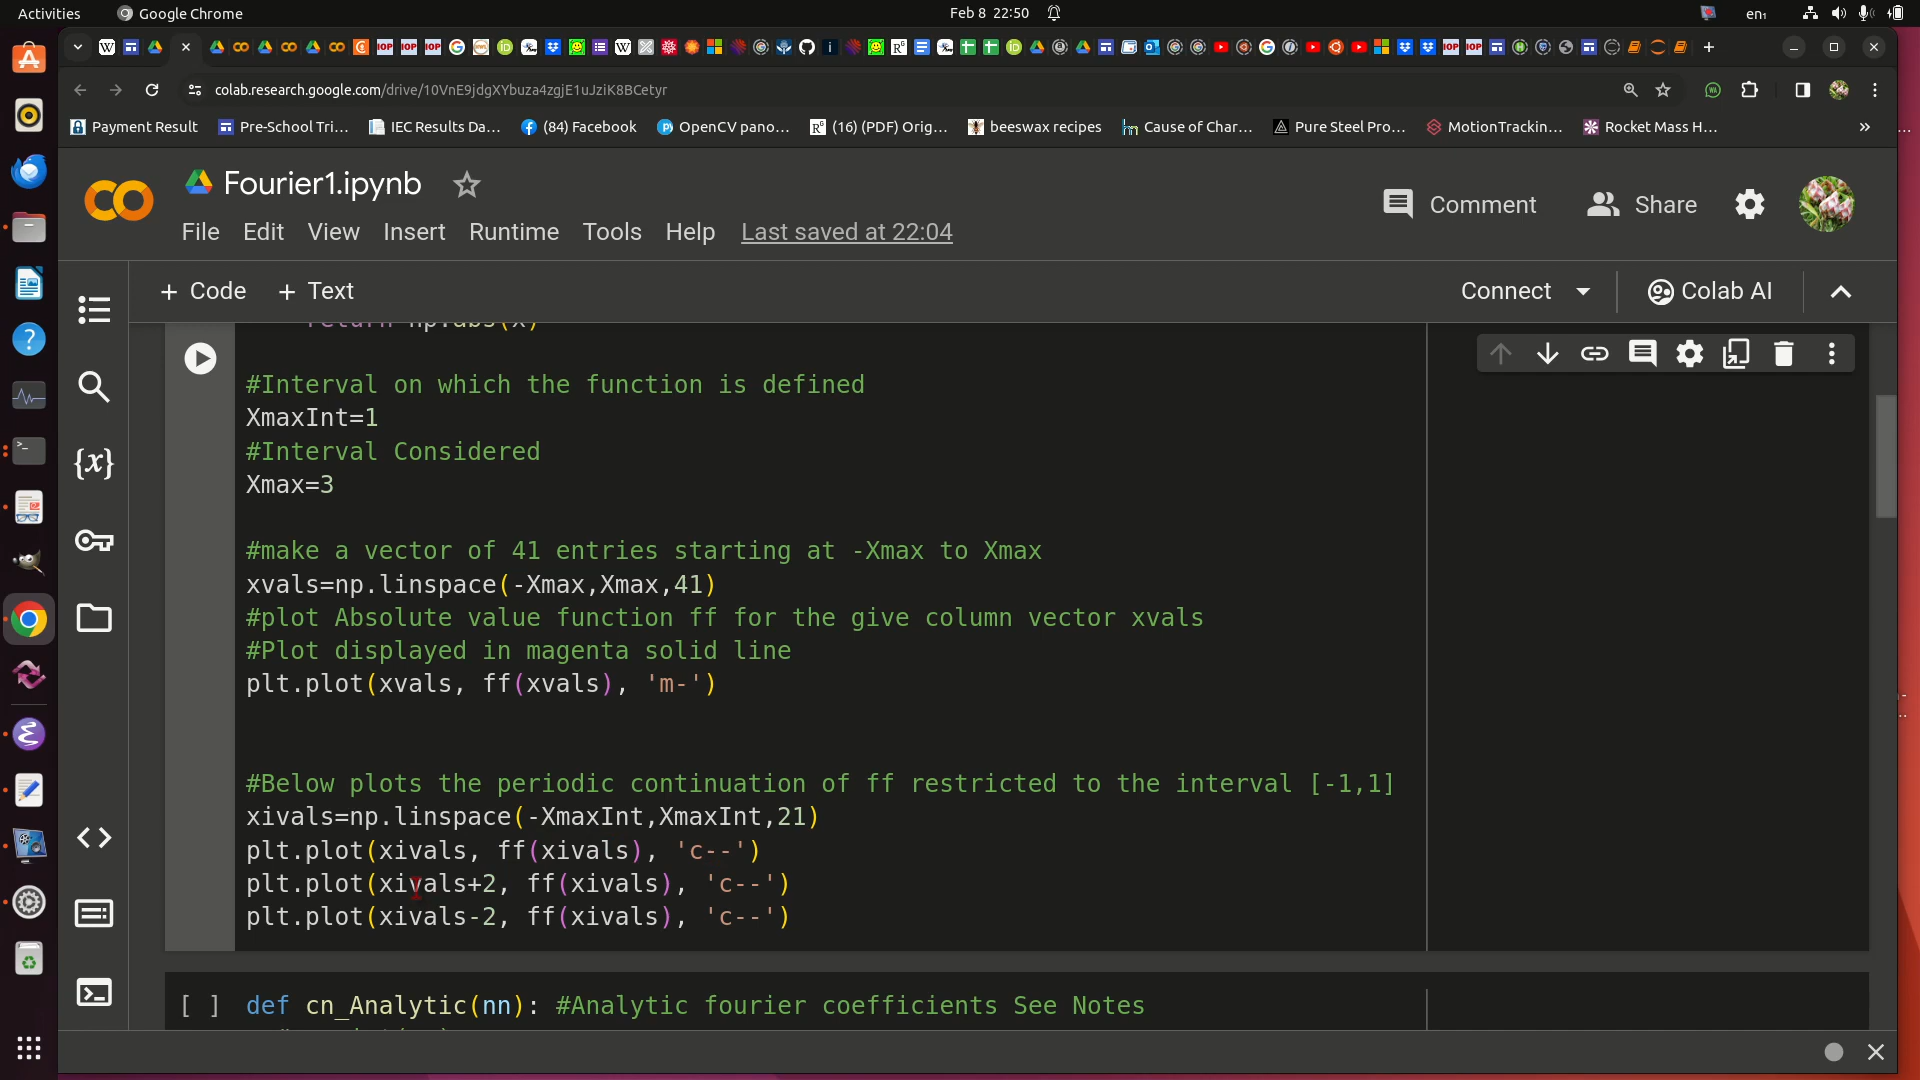 Activities
Google Chrome
Feb 8 22:50
en₁
colab.research.google.com/drive/10VnE9jdgXYbuza4zgjE1uJziK8BCetyr
Payment Result
Pre-School Tri...
IEC Results Da...
(84) Facebook
OpenCV pano...
(16) (PDF) Orig...
beeswax recipes
Cause of Char...
Pure Steel Pro...
MotionTrackin...
Rocket Mass H...
»
Fourier1.ipynb
Comment
Share
File Edit View Insert Runtime Tools Help Last saved at 22:04
+ Code + Text
Connect
Colab AI
return np.abs(x)
#Interval on which the function is defined
XmaxInt=1
#Interval Considered
Xmax=3
#make a vector of 41 entries starting at -Xmax to Xmax
xvals=np.linspace(-Xmax,Xmax,41)
#plot Absolute value function ff for the give column vector xvals
#Plot displayed in magenta solid line
plt.plot(xvals, ff(xvals), 'm-')
#Below plots the periodic continuation of ff restricted to the interval [-1,1]
xivals=np.linspace(-XmaxInt,XmaxInt,21)
plt.plot(xivals, ff(xivals), 'c--')
plt.plot(xivals+2, ff(xivals), 'c--')
plt.plot(xivals-2, ff(xivals), 'c--')
[ ] def cn_Analytic(nn): #Analytic fourier coefficients See Notes